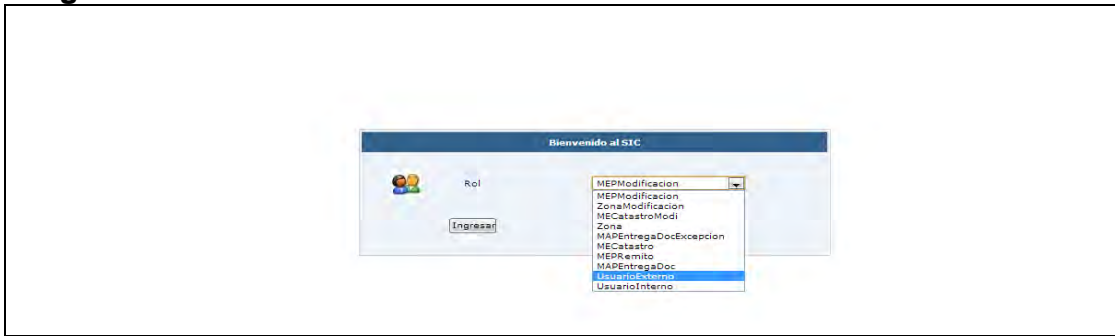 Bienvenido al SIC
Rol
MEPModificacion
MEPModificacion
ZonaModificacion
MECatastroModi
Zona
MAPEntregaDocExcepcion
MECatastro
MEPRemito
MAPEntregaDoc
UsuarioExterno
UsuarioInterno
Ingresar